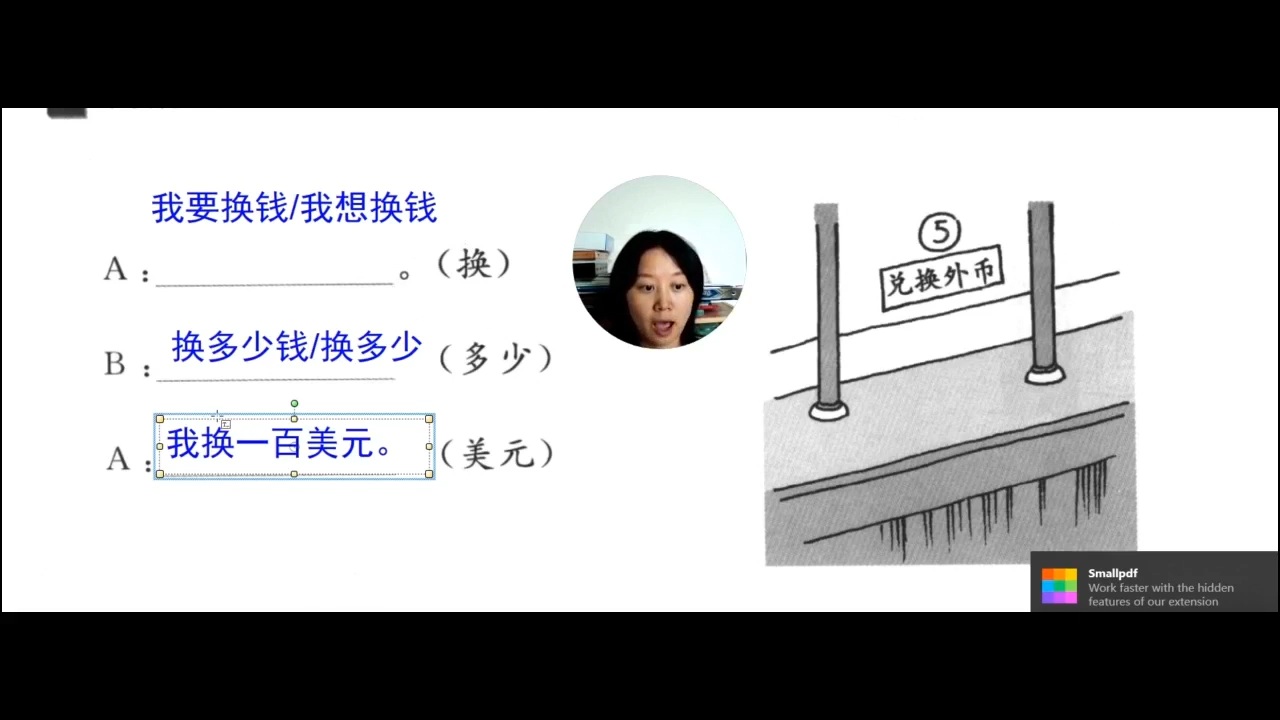 我要换钱/我想换钱
A：。（换）
换多少钱/换多少
B：（多少）
我换一百美元。
A：（美元）
⑤
兑换外币
Smallpdf
Work faster with the hidden
features of our extension